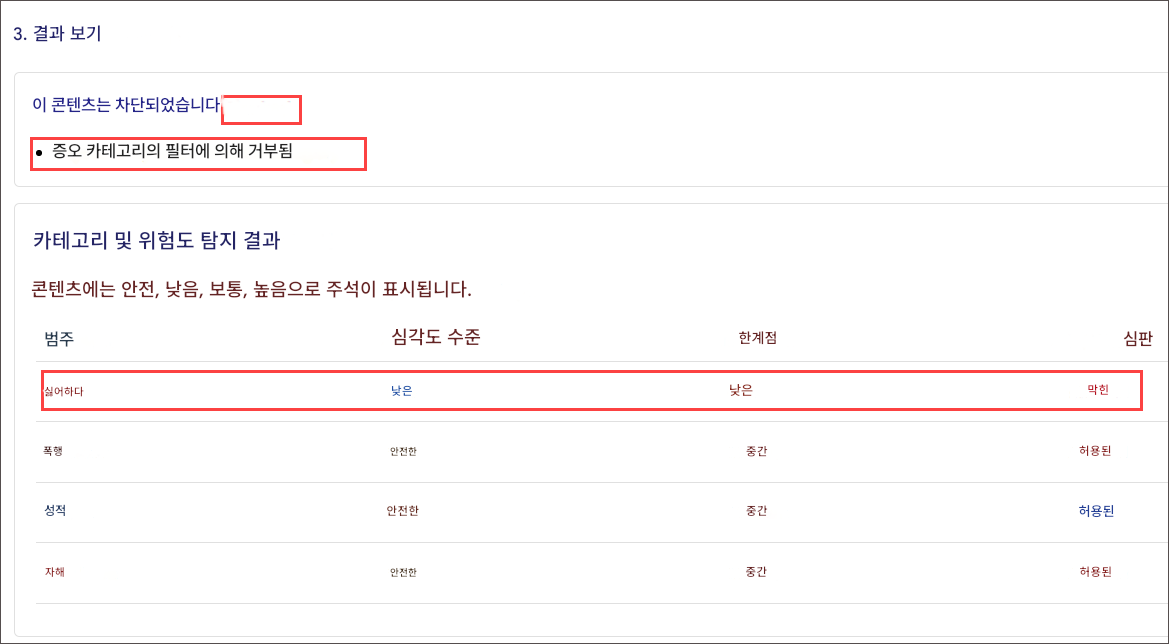 3. 결과 보기
이 콘텐츠는 차단되었습니다
• 증오 카테고리의 필터에 의해 거부됨
카테고리 및 위험도 탐지 결과
콘텐츠에는 안전, 낮음, 보통, 높음으로 주석이 표시됩니다.
범주 심각도 수준 한계점 심판
싫어하다 낮은 낮은 막힌
폭행 안전한 중간 허용된
성적 안전한 중간 허용된
자해 안전한 중간 허용된